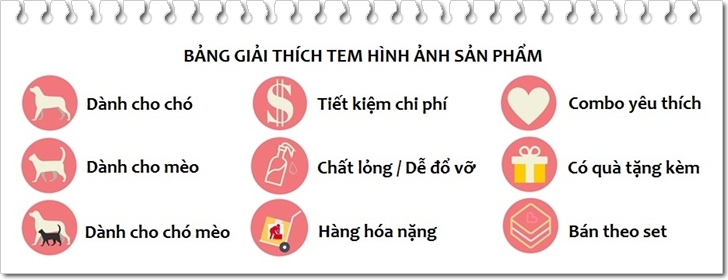 BẢNG GIẢI THÍCH TEM HÌNH ẢNH SẢN PHẨM
Dành cho chó
Tiết kiệm chi phí
Combo yêu thích
Dành cho mèo
Chất lỏng / Dễ đổ vỡ
Có quà tặng kèm
Dành cho chó mèo
Hàng hóa nặng
Bán theo set